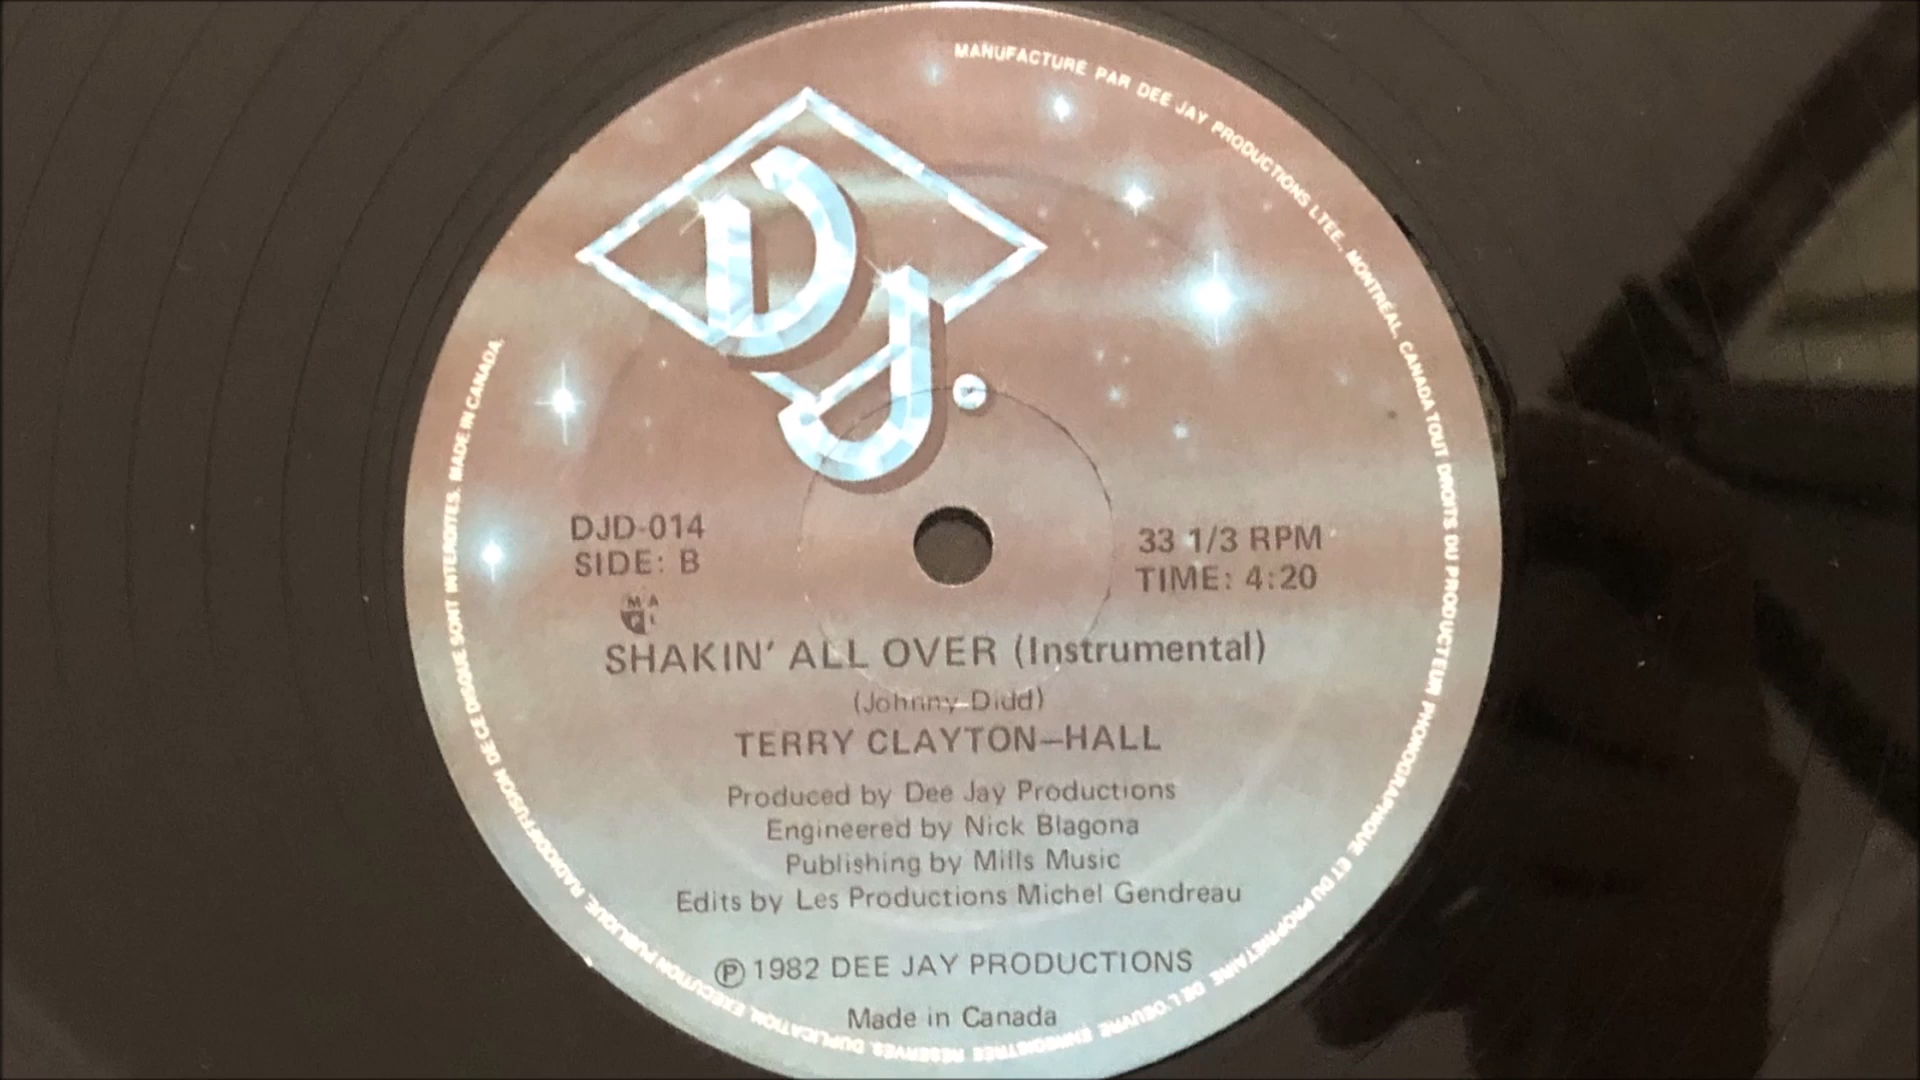 MANUFACTURE PAR DEE JAY PRODUCTIONS LTEE., MONTREAL, CANADA TOUT DROITS DU PRODUCTEUR PHONOGRAPHIQUE ET DU PROPRIETAIRE DE L'OEUVRE ENREGISTREE RESERVES. DUPLICATION, EXECUTION PUBLIQUE, RADIODIFFUSION DE CE DISQUE SONT INTERDITES. MADE IN CANADA.
DJ.
DJD-014
SIDE: B
33 1/3 RPM
TIME: 4:20
MAPL
SHAKIN' ALL OVER (Instrumental)
(Johnny Didd)
TERRY CLAYTON-HALL
Produced by Dee Jay Productions
Engineered by Nick Blagona
Publishing by Mills Music
Edits by Les Productions Michel Gendreau
Ⓟ 1982 DEE JAY PRODUCTIONS
Made in Canada